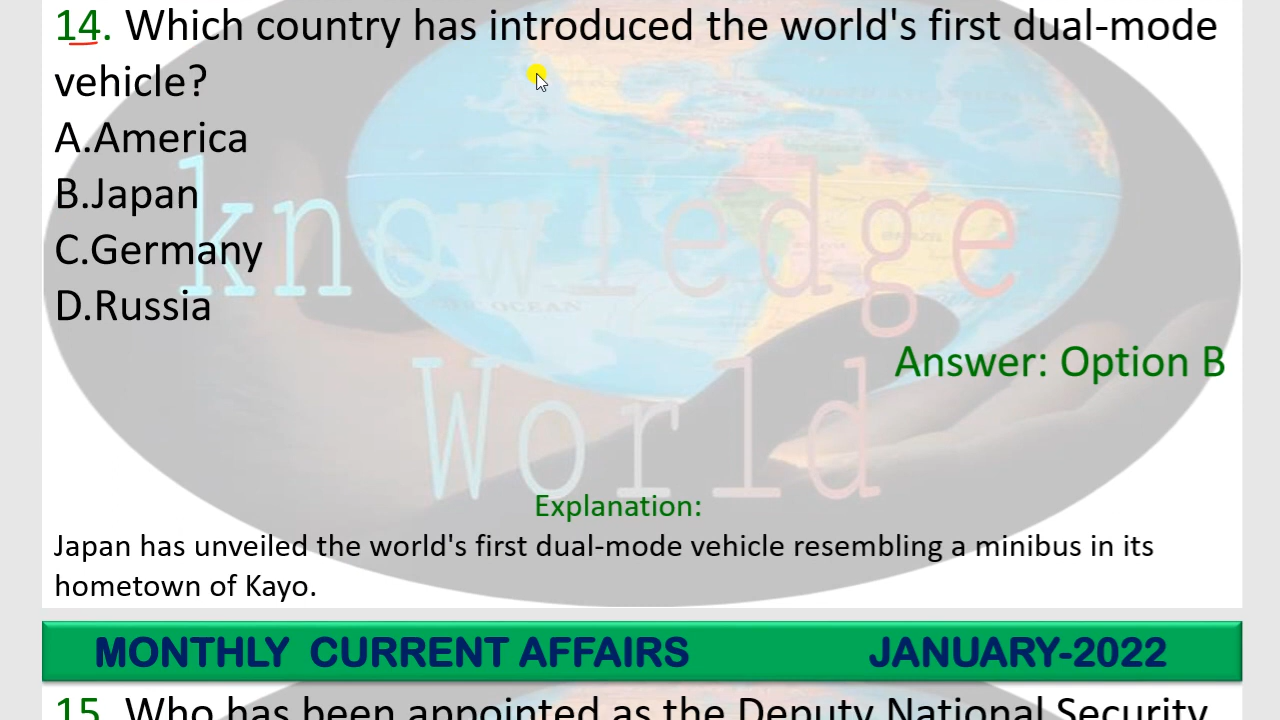 14. Which country has introduced the world's first dual-mode
vehicle?
A.America
B.Japan
C.Germany
D.Russia
knowledge
World
OCEAN
BRAZIL
Answer: Option B
Explanation:
Japan has unveiled the world's first dual-mode vehicle resembling a minibus in its
hometown of Kayo.
MONTHLY CURRENT AFFAIRS JANUARY-2022
15. Who has been appointed as the Deputy National Security